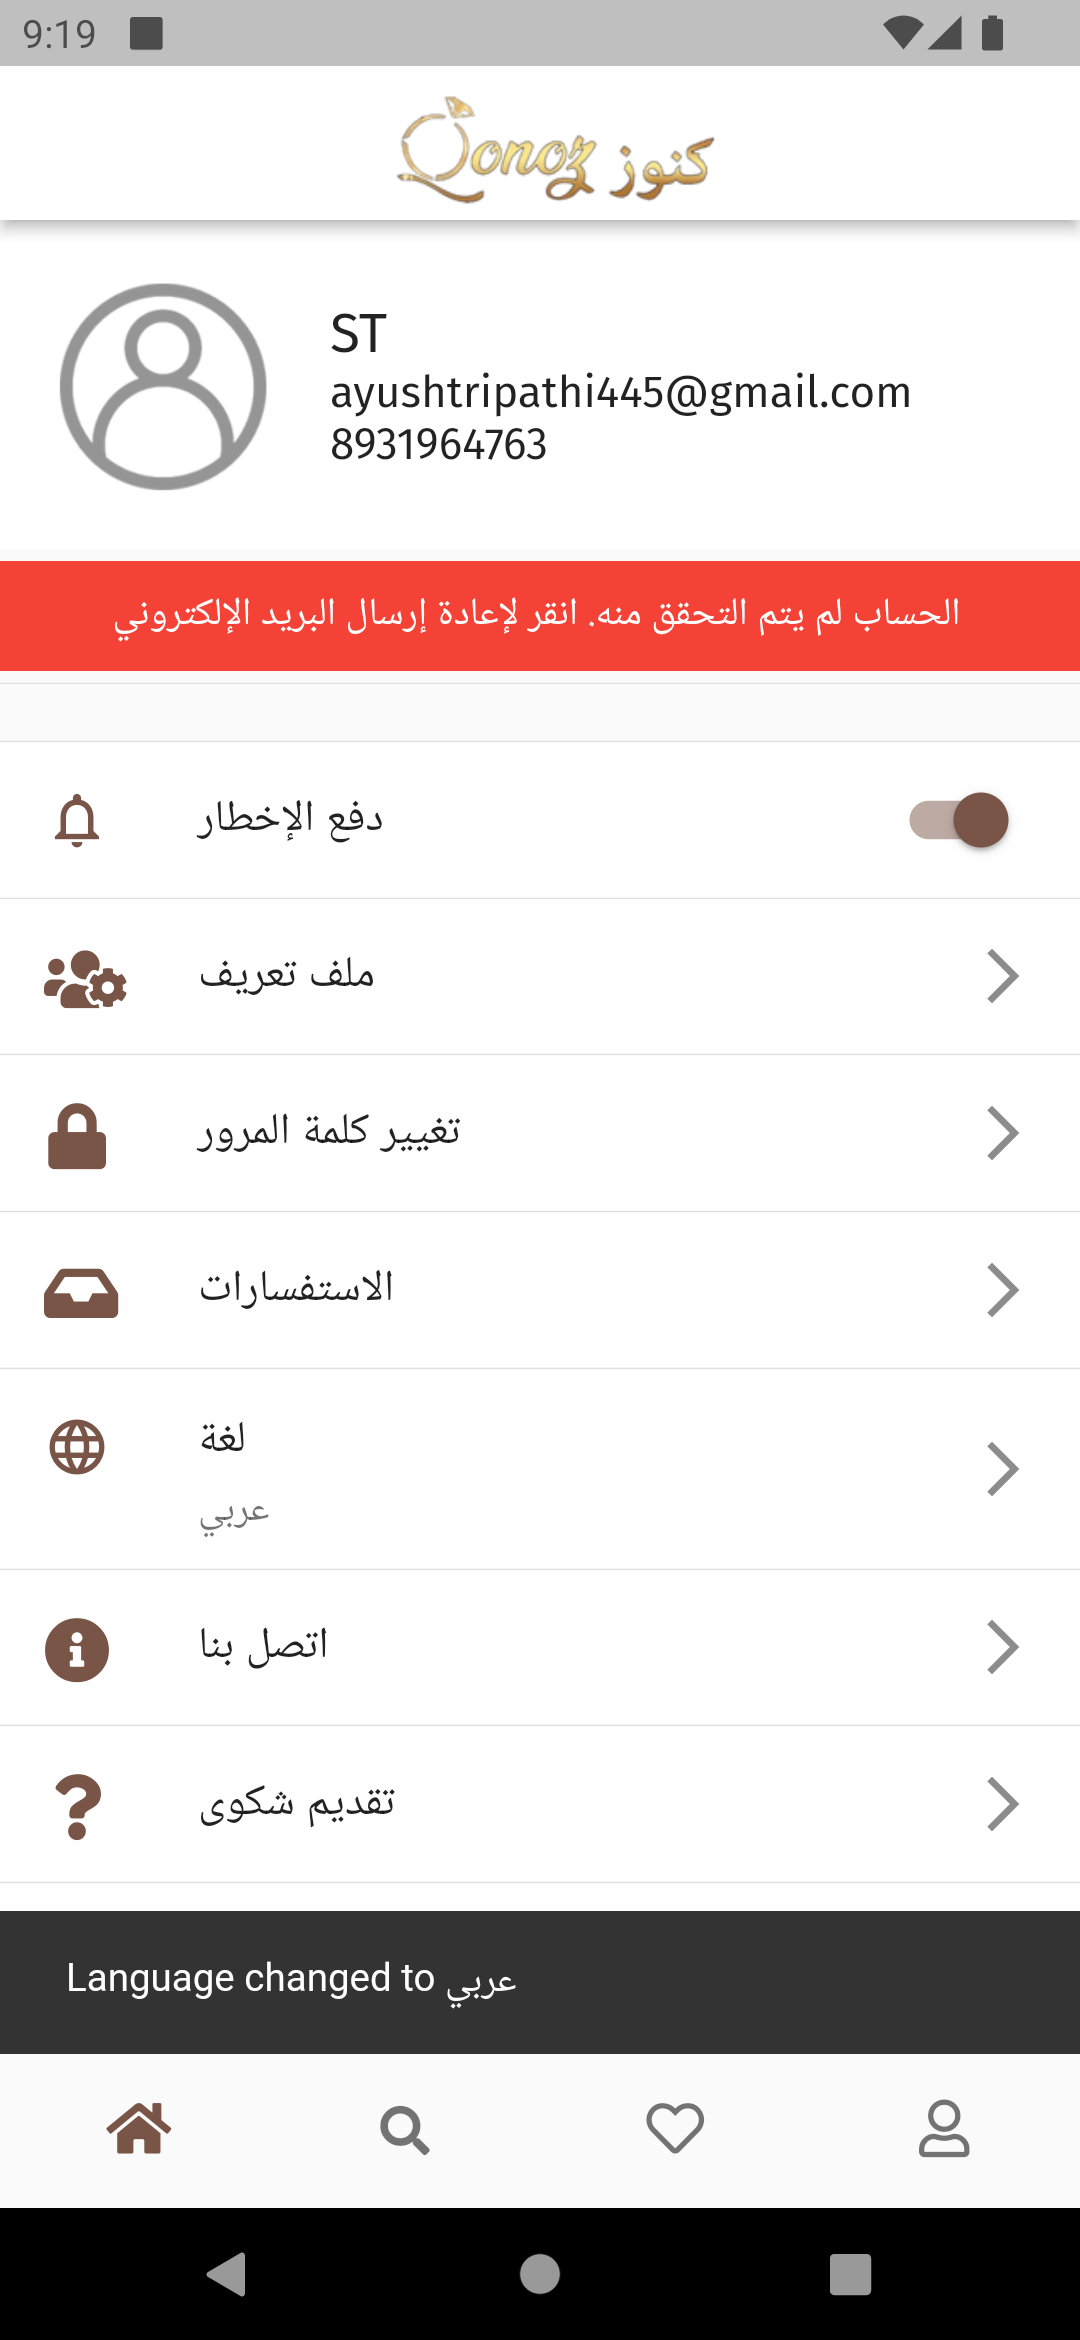 9:19
Qonoz كنوز
ST
ayushtripathi445@gmail.com
8931964763
الحساب لم يتم التحقق منه. انقر لإعادة إرسال البريد الإلكتروني
دفع الإخطار
ملف تعريف
تغيير كلمة المرور
الاستفسارات
لغة
عربي
اتصل بنا
تقديم شكوى
Language changed to عربي